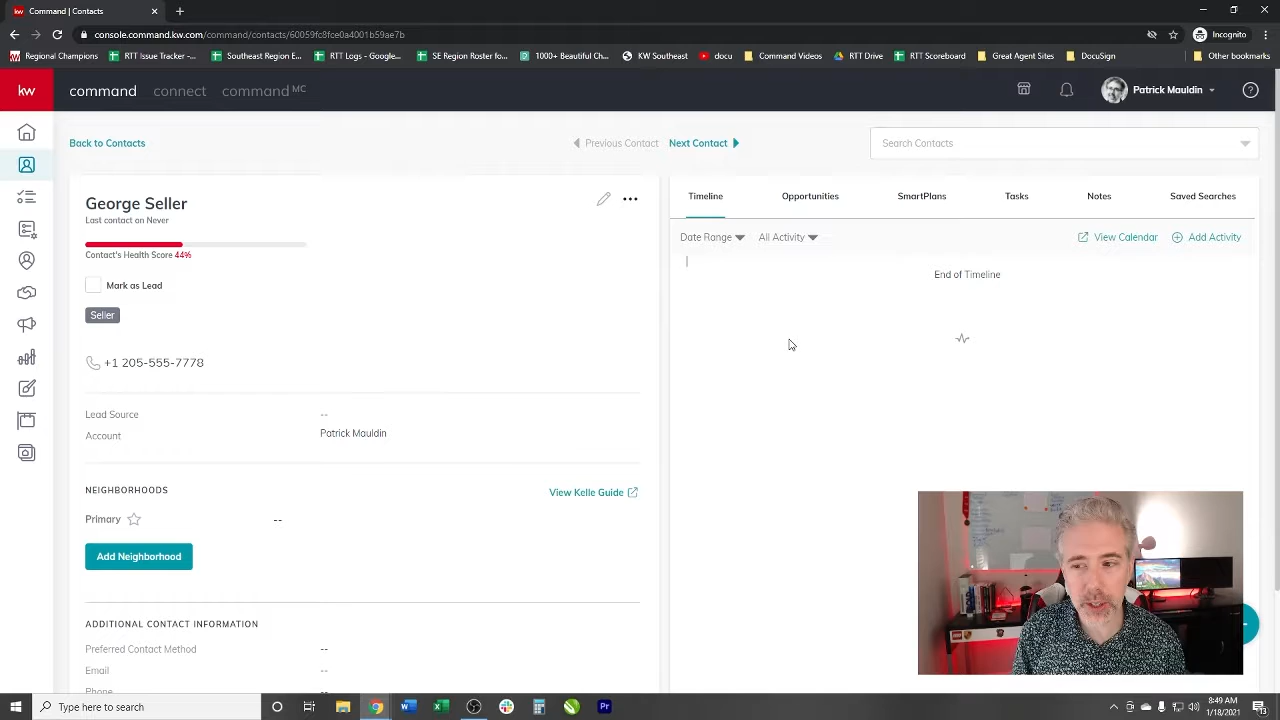 Command | Contacts
console.command.kw.com/command/contacts/60059fc8fce0a4001b59ae7b
Incognito
Regional Champions
RTT Issue Tracker -...
Southeast Region E...
RTT Logs - Google...
SE Region Roster fo...
1000+ Beautiful Ch...
KW Southeast
docu
Command Videos
RTT Drive
RTT Scoreboard
Great Agent Sites
DocuSign
Other bookmarks
kw
command
connect
command MC
Patrick Mauldin
Back to Contacts
Previous Contact
Next Contact
Search Contacts
George Seller
Last contact on Never
Contact's Health Score 44%
Mark as Lead
Seller
+1 205-555-7778
Lead Source --
Account Patrick Mauldin
NEIGHBORHOODS
View Kelle Guide
Primary --
Add Neighborhood
ADDITIONAL CONTACT INFORMATION
Preferred Contact Method --
Email --
Phone
Timeline
Opportunities
SmartPlans
Tasks
Notes
Saved Searches
Date Range
All Activity
View Calendar
Add Activity
End of Timeline
Type here to search
8:49 AM
1/18/2021